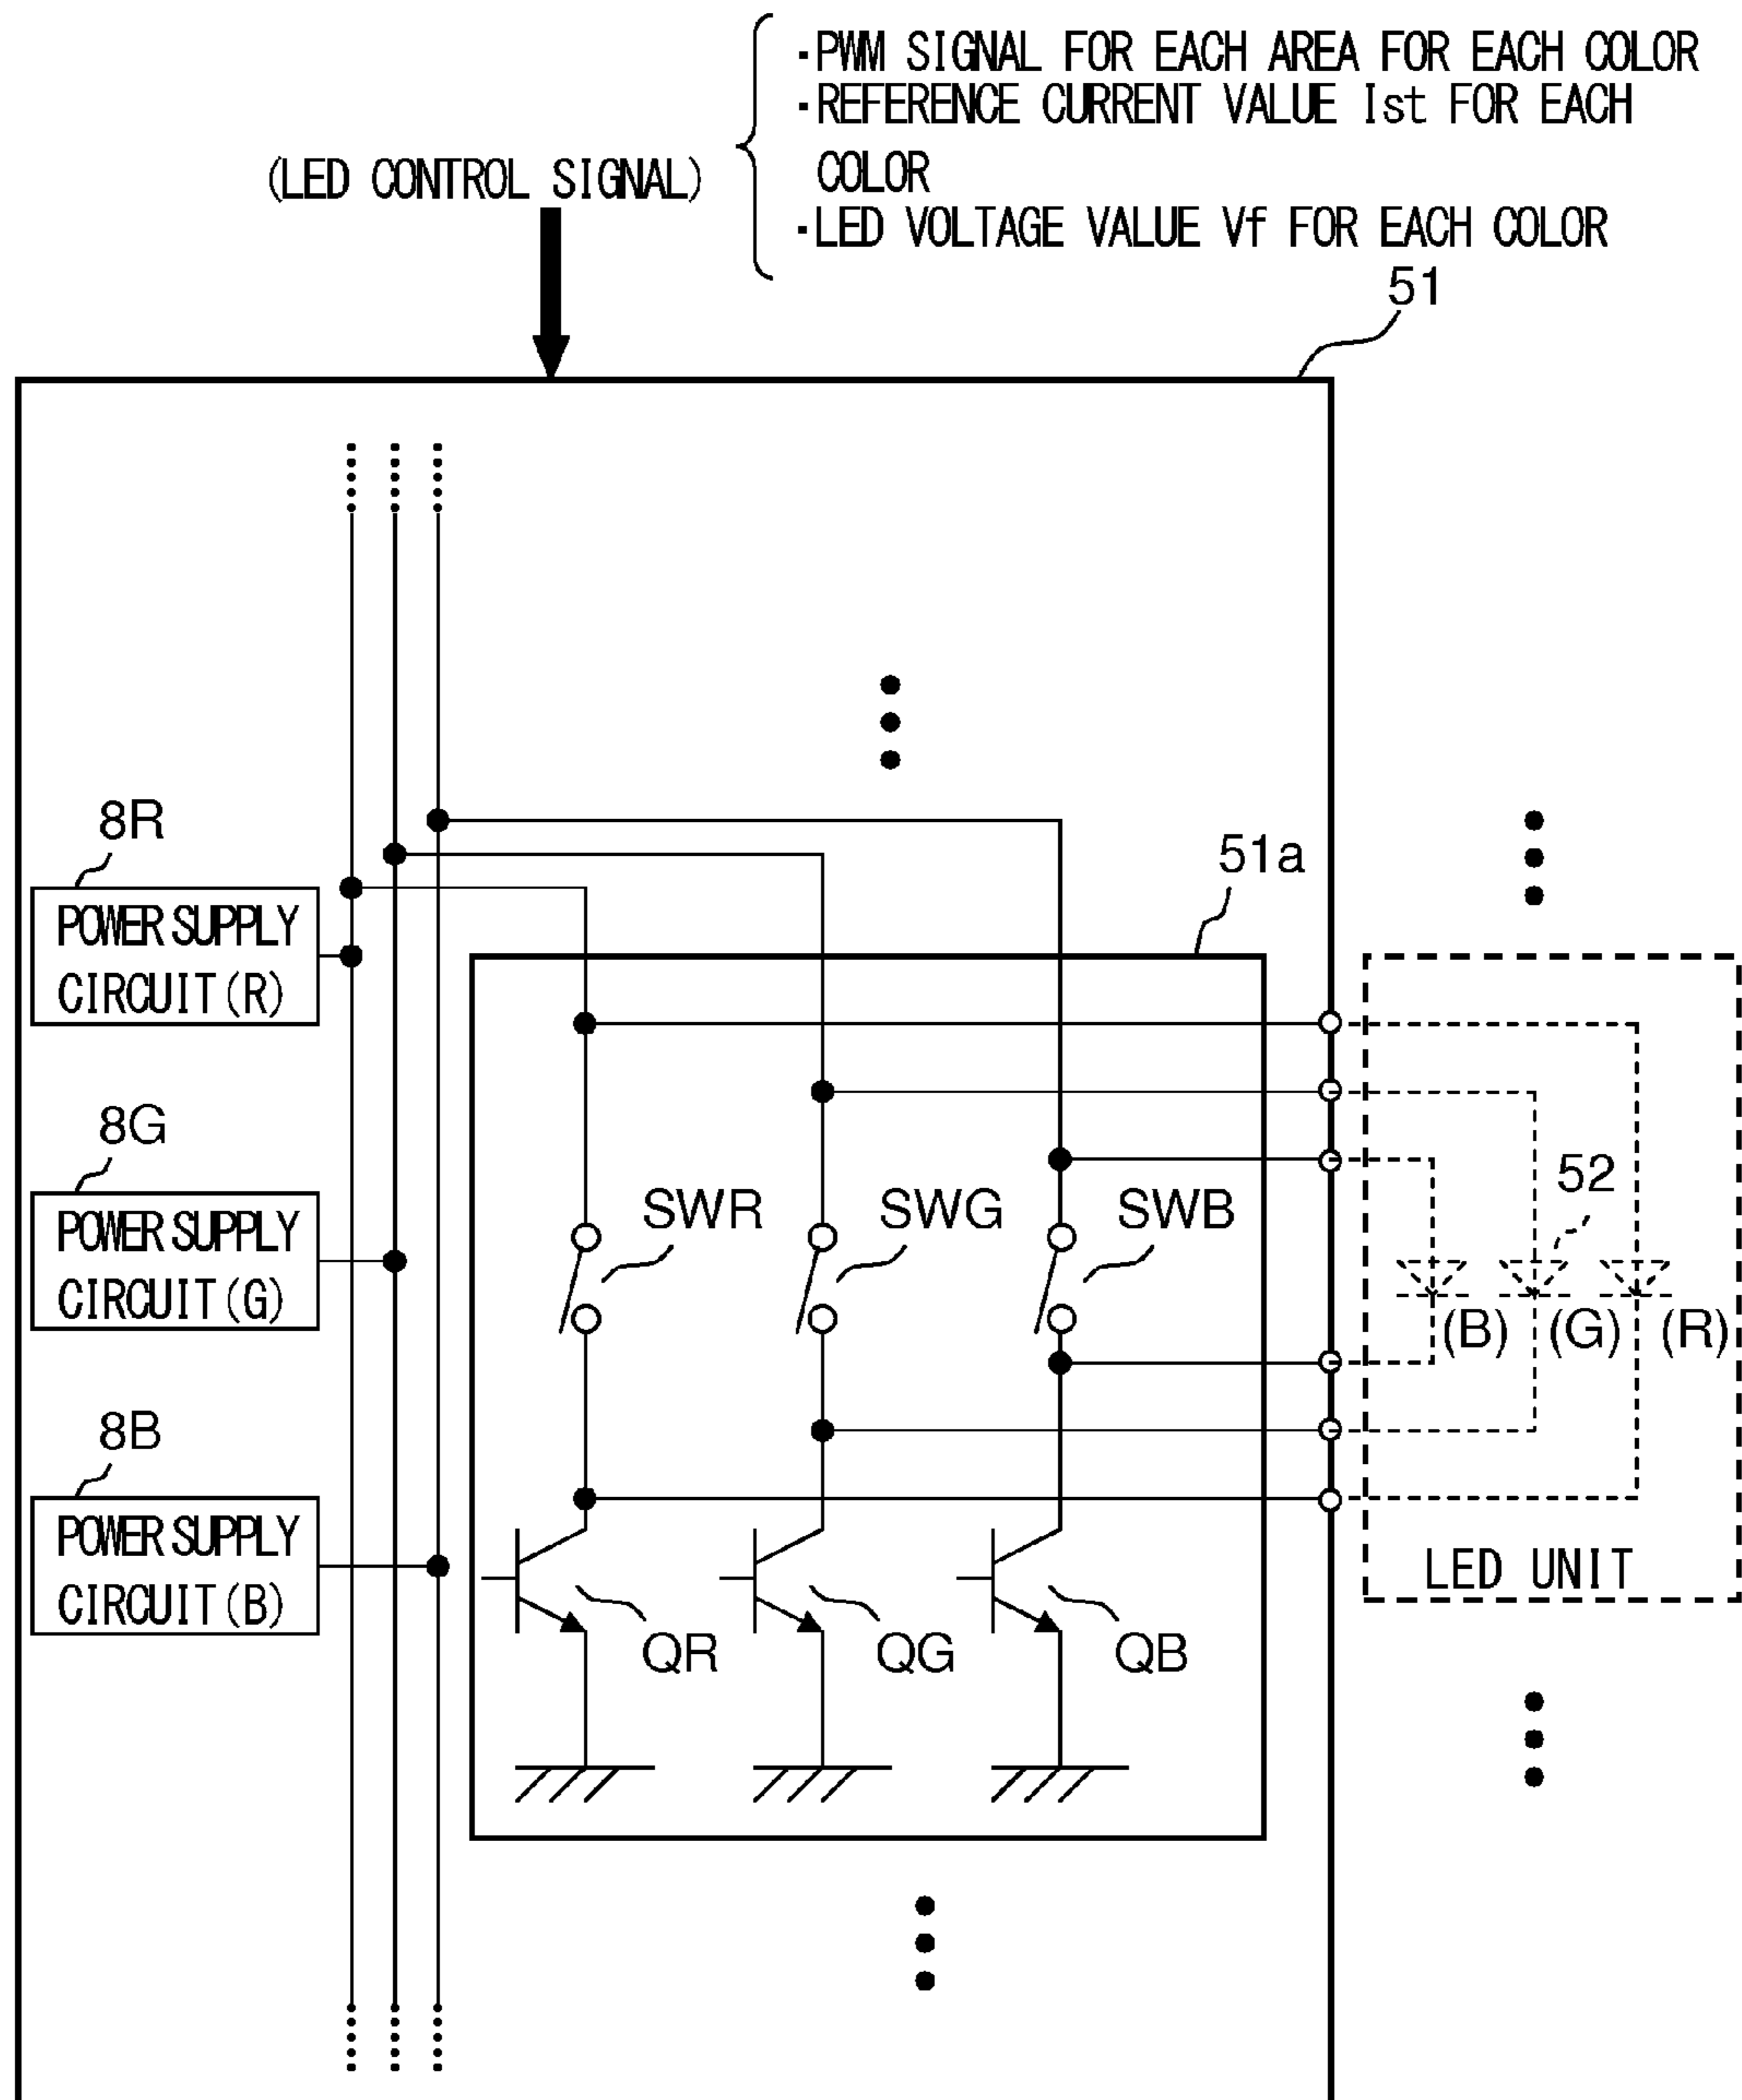 ·PWM SIGNAL FOR EACH AREA FOR EACH COLOR
·REFERENCE CURRENT VALUE Ist FOR EACH
COLOR
(LED CONTROL SIGNAL)
·LED VOLTAGE VALUE Vf FOR EACH COLOR
51
8R
51a
POWER SUPPLY
CIRCUIT(R)
8G
52
SWR SWG SWB
POWER SUPPLY
CIRCUIT(G)
(B) (G) (R)
8B
POWER SUPPLY
CIRCUIT(B)
LED UNIT
QR QG QB